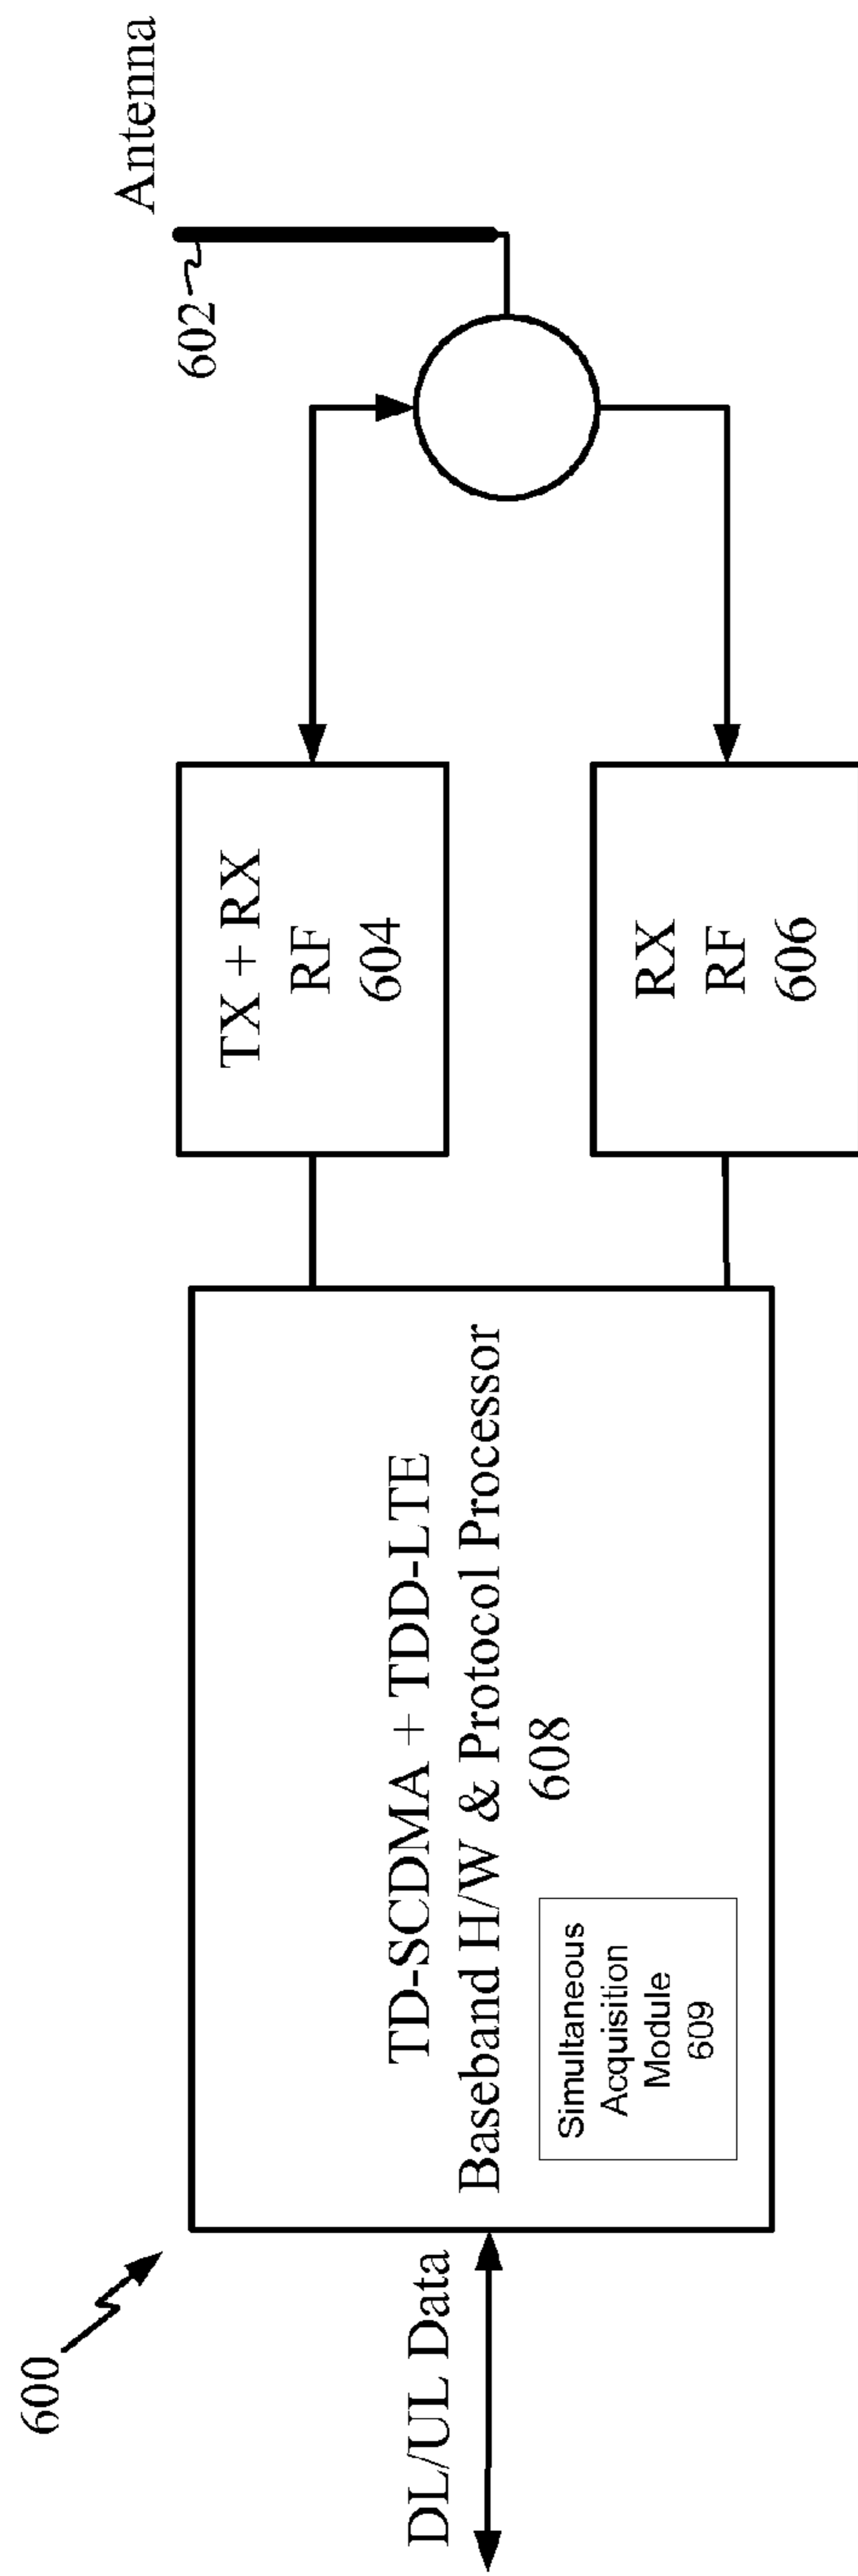 600
DL/UL Data
TD-SCDMA + TDD-LTE
Baseband H/W & Protocol Processor
608
Simultaneous
Acquisition
Module
609
TX + RX
RF
604
RX
RF
606
602
Antenna